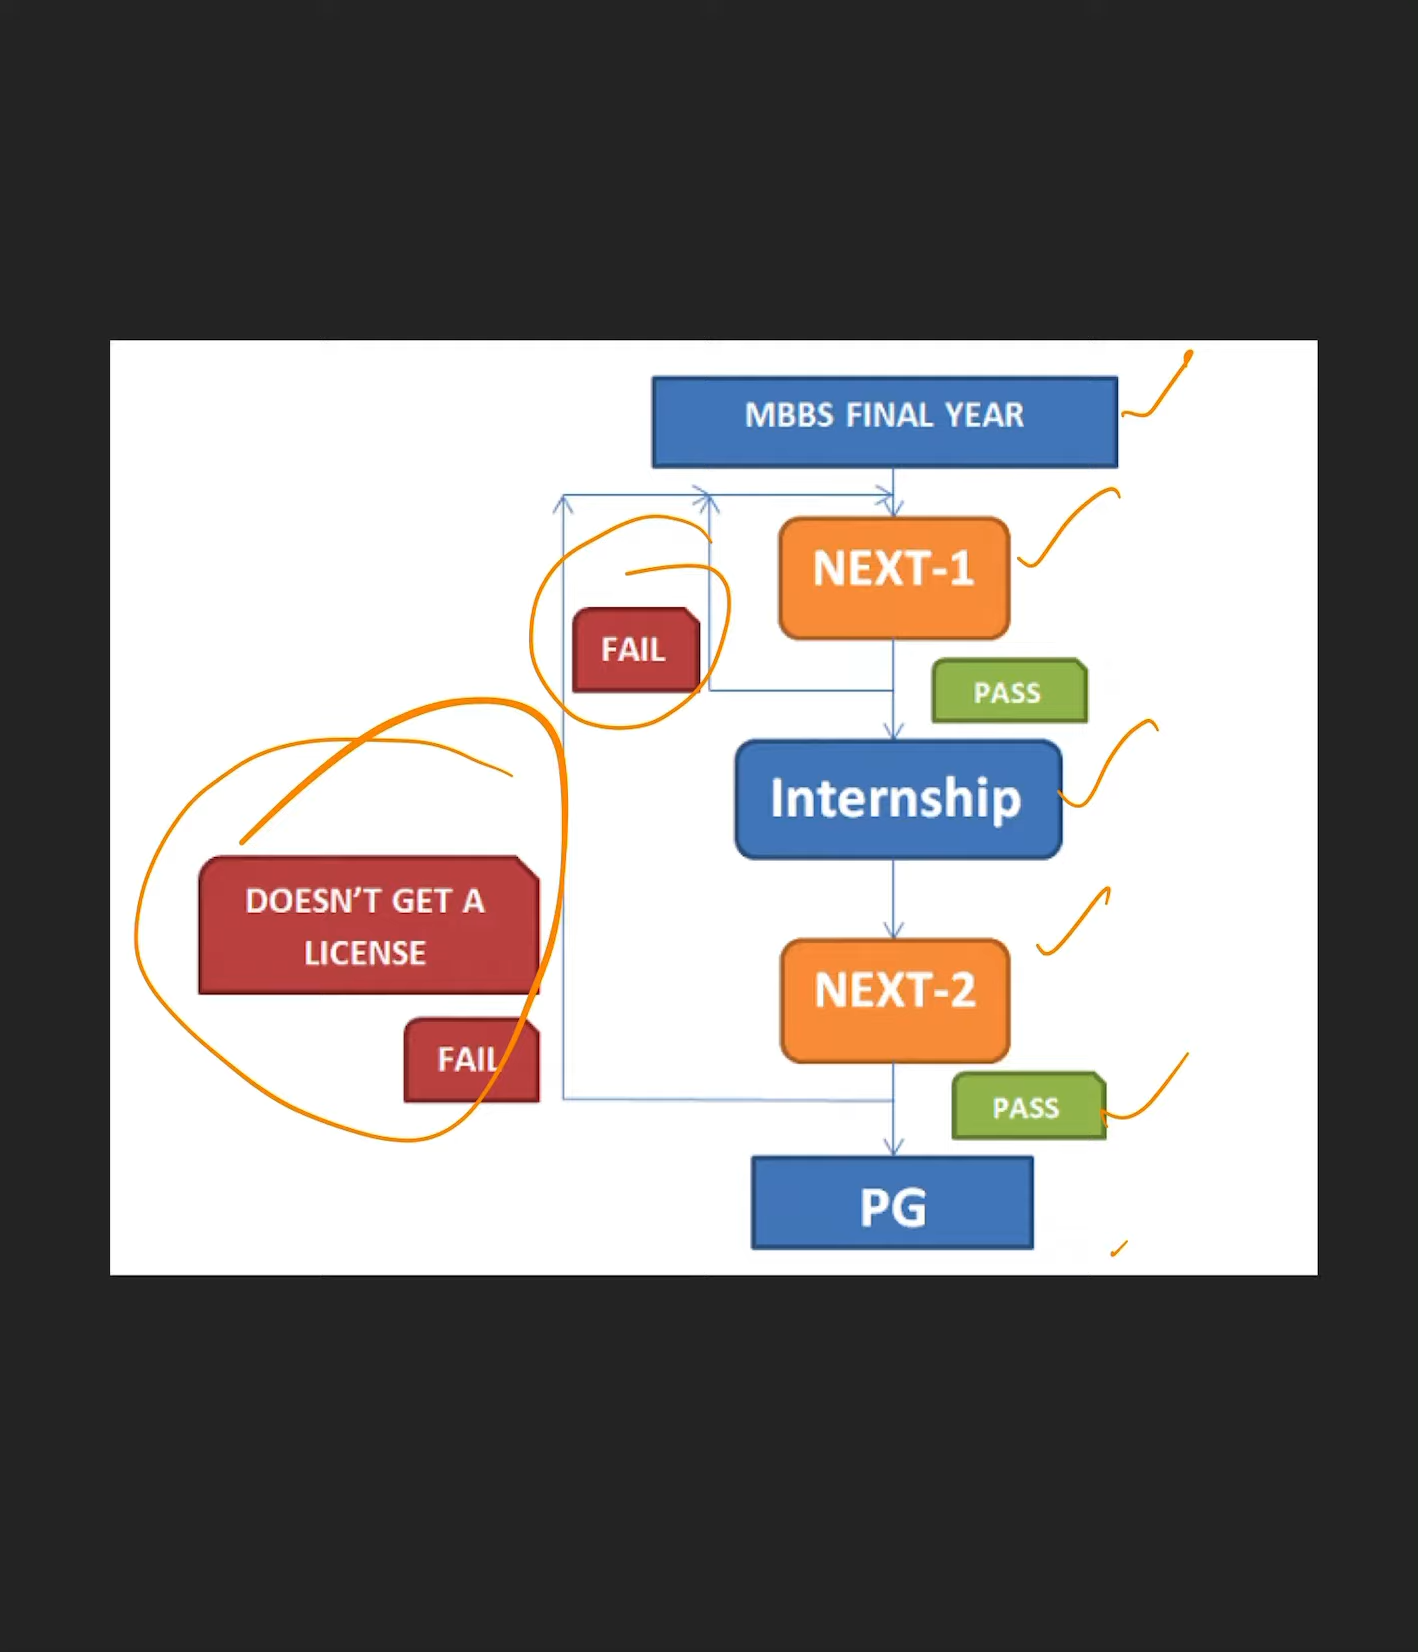 MBBS FINAL YEAR
NEXT-1
FAIL
PASS
Internship
DOESN'T GET A
LICENSE
NEXT-2
FAIL
PASS
PG